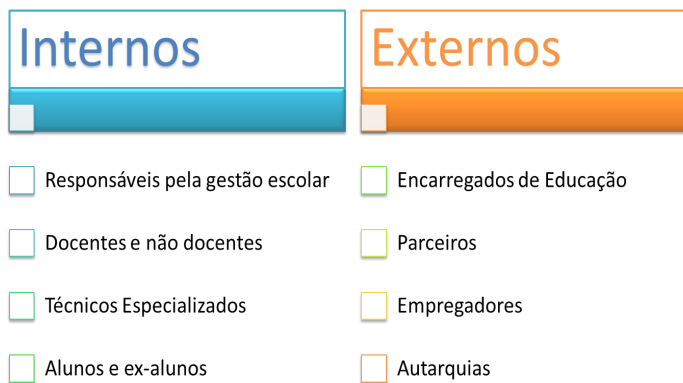 Internos
Responsáveis pela gestão escolar
Docentes e não docentes
Técnicos Especializados
Alunos e ex-alunos
Externos
Encarregados de Educação
Parceiros
Empregadores
Autarquias